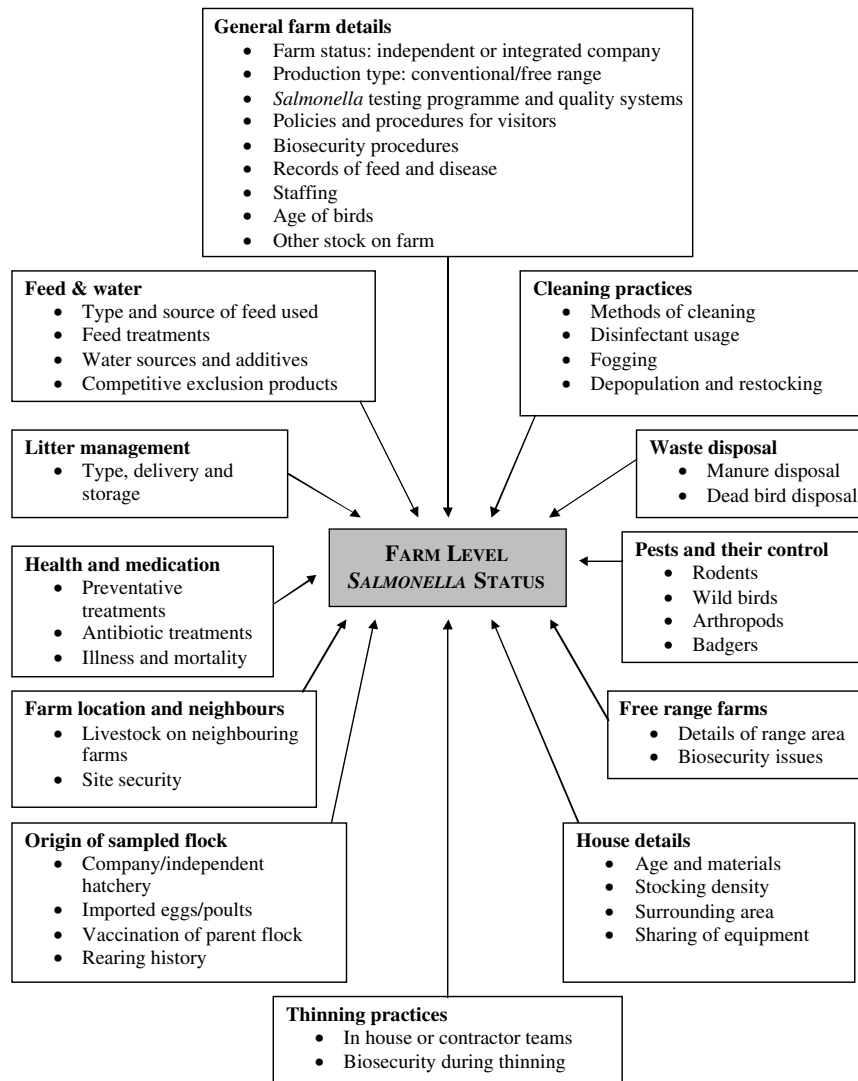 General farm details
• Farm status: independent or integrated company
• Production type: conventional/free range
• Salmonella testing programme and quality systems
• Policies and procedures for visitors
• Biosecurity procedures
• Records of feed and disease
• Staffing
• Age of birds
• Other stock on farm
Feed & water
• Type and source of feed used
• Feed treatments
• Water sources and additives
• Competitive exclusion products
Cleaning practices
• Methods of cleaning
• Disinfectant usage
• Fogging
• Depopulation and restocking
Litter management
• Type, delivery and
storage
Waste disposal
• Manure disposal
• Dead bird disposal
FARM LEVEL
SALMONELLA STATUS
Health and medication
• Preventative
treatments
• Antibiotic treatments
• Illness and mortality
Pests and their control
• Rodents
• Wild birds
• Arthropods
• Badgers
Farm location and neighbours
• Livestock on neighbouring
farms
• Site security
Free range farms
• Details of range area
• Biosecurity issues
Origin of sampled flock
• Company/independent
hatchery
• Imported eggs/poults
• Vaccination of parent flock
• Rearing history
House details
• Age and materials
• Stocking density
• Surrounding area
• Sharing of equipment
Thinning practices
• In house or contractor teams
• Biosecurity during thinning